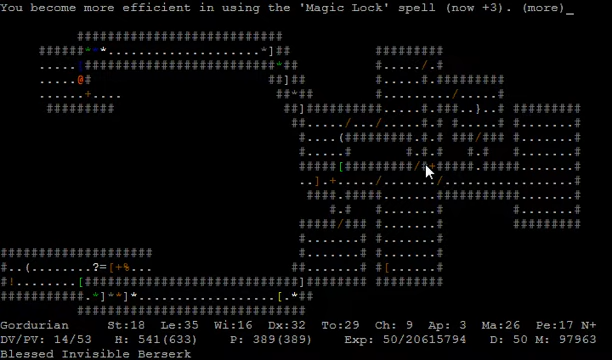 You become more efficient in using the 'Magic Lock' spell (now +3). (more)_
Gordurian St:18 Le:35 Wi:16 Dx:32 To:29 Ch: 9 Ap: 3 Ma:26 Pe:17 N+
DV/PV: 14/53 H: 541(633) P: 389(389) Exp: 50/20615794 D: 50 M: 97963
Blessed Invisible Berserk